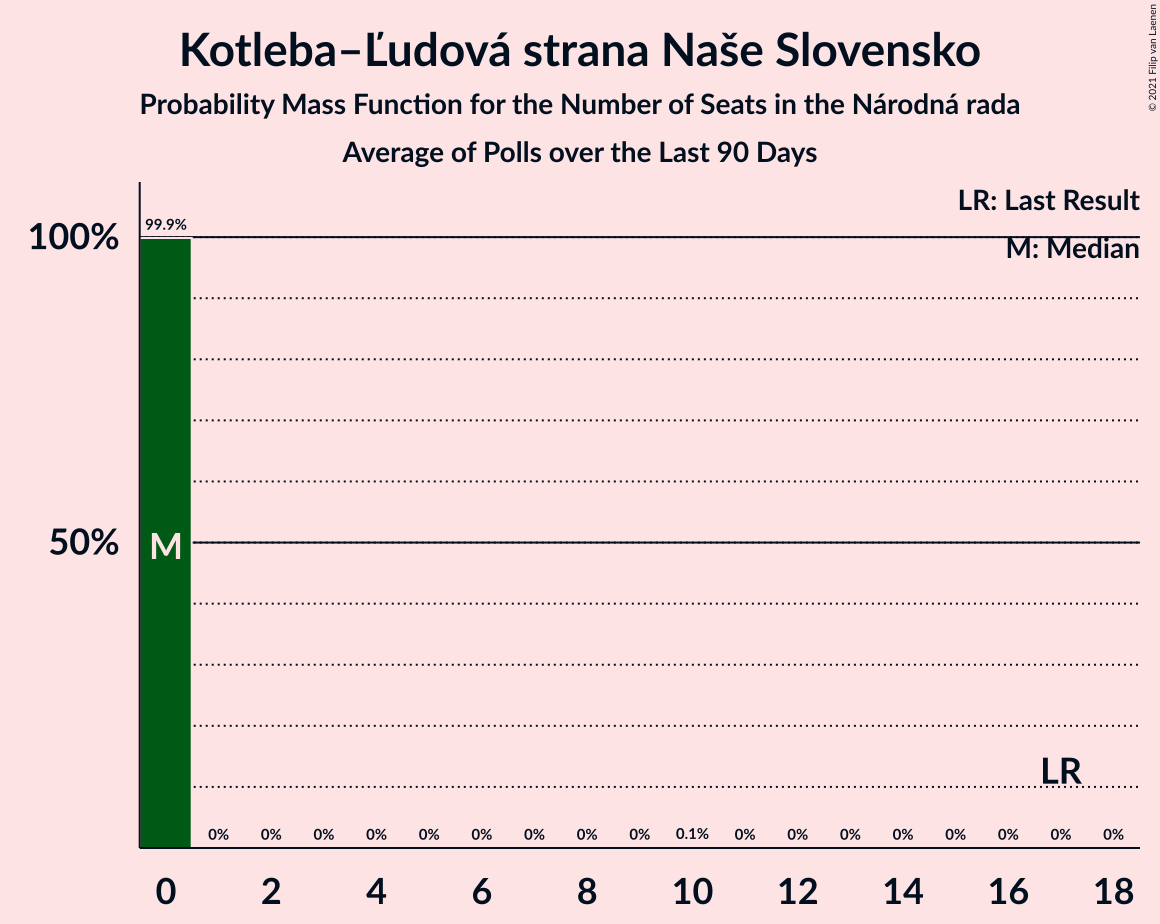 Kotleba–Ľudová strana Naše Slovensko
Probability Mass Function for the Number of Seats in the Národná rada
Average of Polls over the Last 90 Days
© 2021 Filip van Laenen
LR: Last Result
M: Median
99.9%
100%
50%
M
LR
0% 0% 0% 0% 0% 0% 0% 0% 0% 0.1% 0% 0% 0% 0% 0% 0% 0% 0%
0 2 4 6 8 10 12 14 16 18